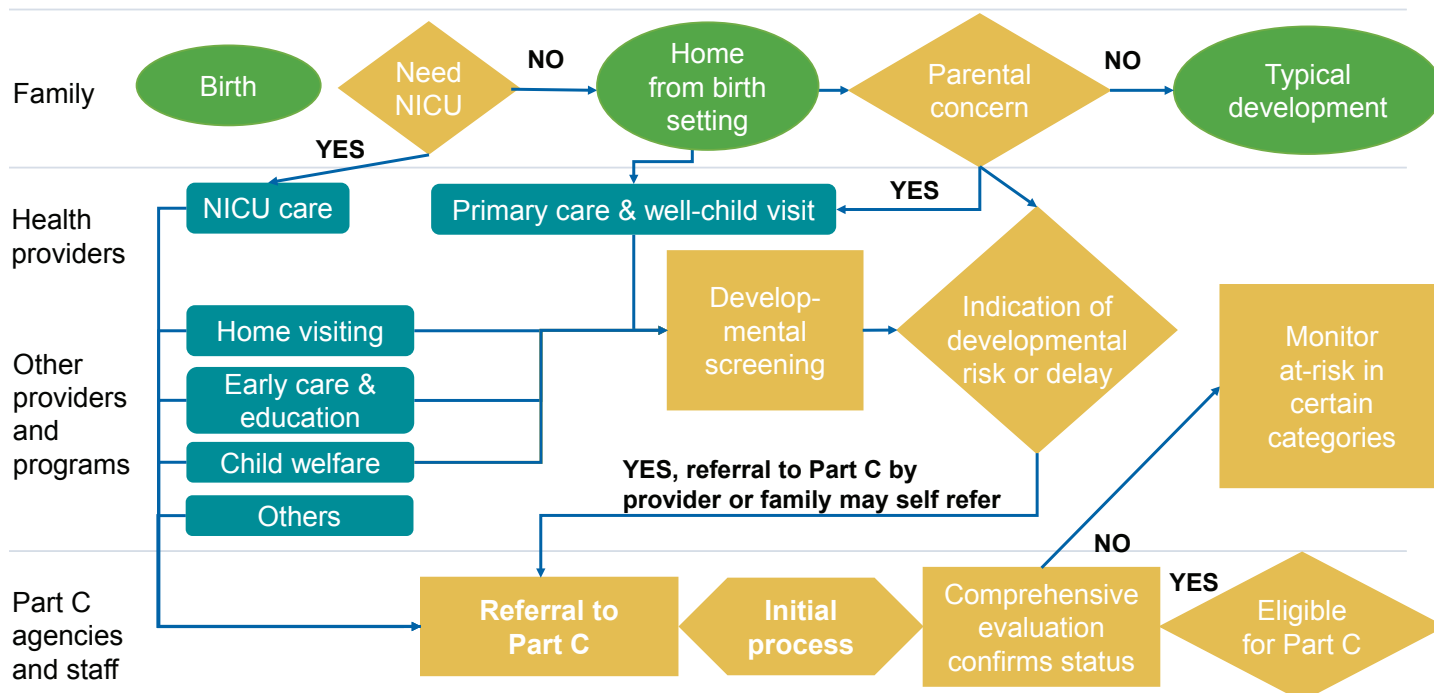 Family
Birth
Need
NICU
NO
Home
from birth
setting
Parental
concern
NO
Typical
development
YES
Health
providers
NICU care
Primary care & well-child visit
YES
Other
providers
and
programs
Home visiting
Early care &
education
Child welfare
Others
Develop-
mental
screening
Indication of
developmental
risk or delay
Monitor
at-risk in
certain
categories
YES, referral to Part C by
provider or family may self refer
NO
Part C
agencies
and staff
Referral to
Part C
Initial
process
Comprehensive
evaluation
confirms status
YES
Eligible
for Part C